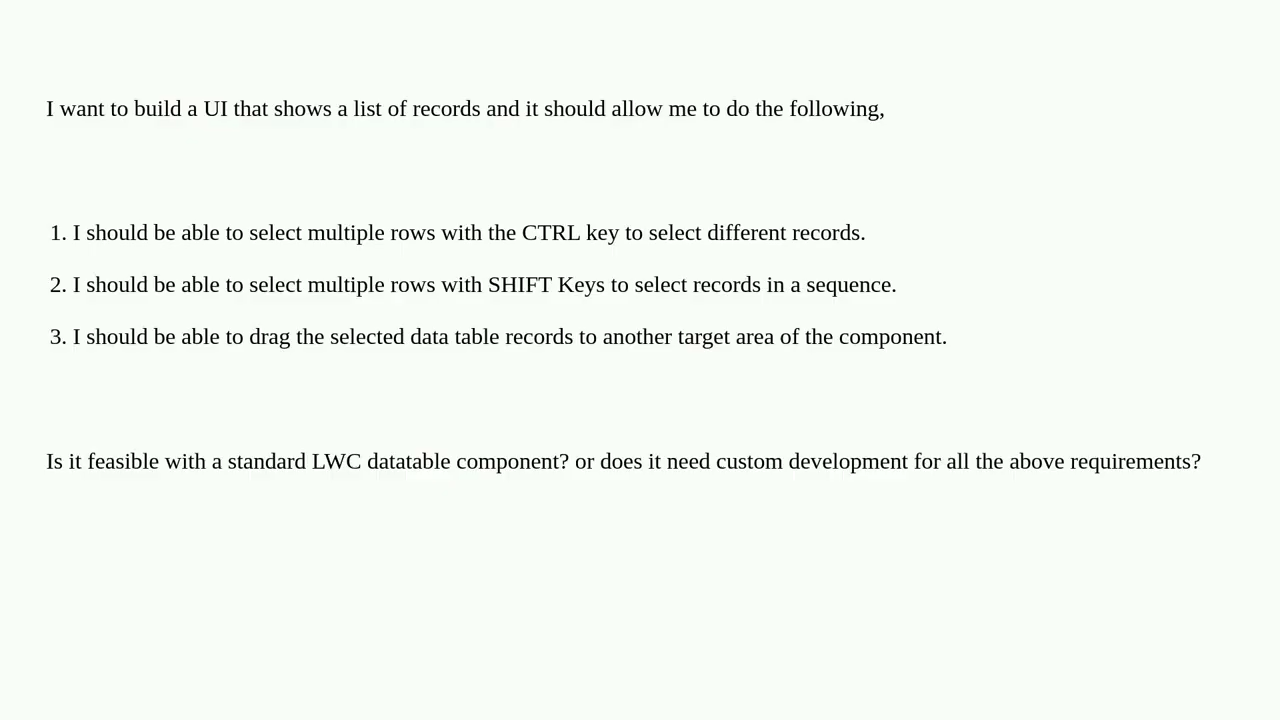 I want to build a UI that shows a list of records and it should allow me to do the following,
1. I should be able to select multiple rows with the CTRL key to select different records.
2. I should be able to select multiple rows with SHIFT Keys to select records in a sequence.
3. I should be able to drag the selected data table records to another target area of the component.
Is it feasible with a standard LWC datatable component? or does it need custom development for all the above requirements?